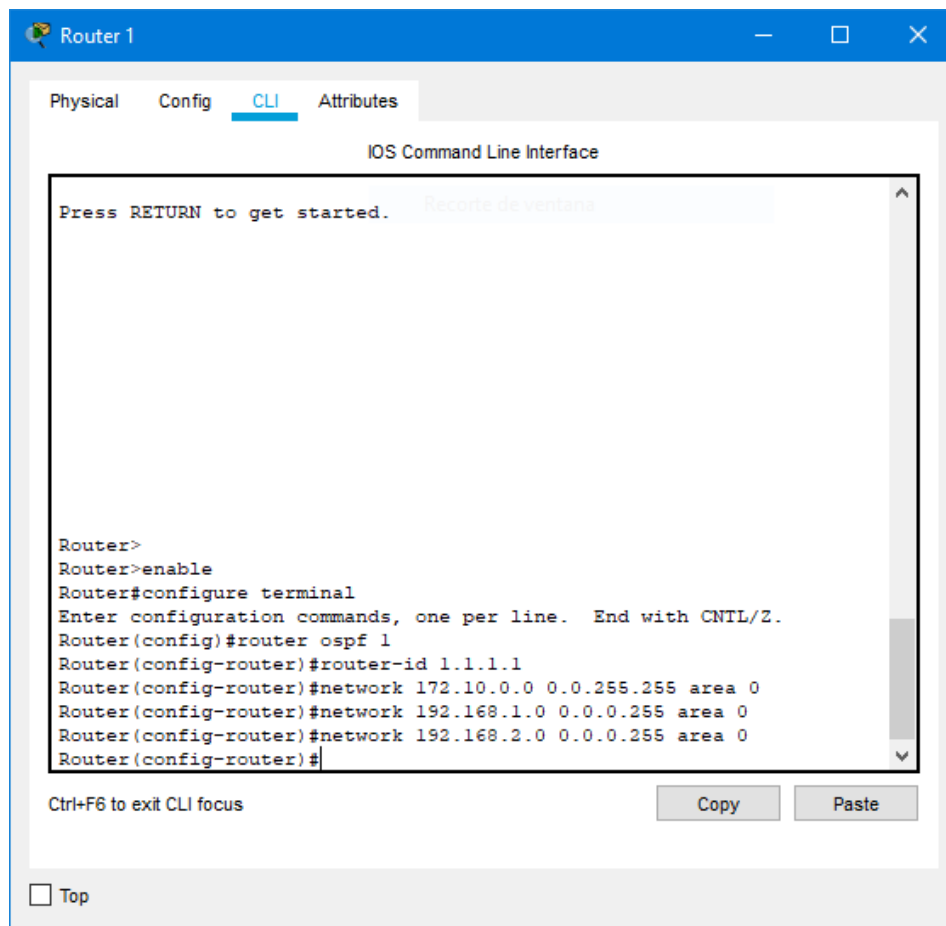 Router 1
Physical Config CLI Attributes
IOS Command Line Interface
Recorte de ventana
Press RETURN to get started.
Router>
Router>enable
Router#configure terminal
Enter configuration commands, one per line.  End with CNTL/Z.
Router(config)#router ospf 1
Router(config-router)#router-id 1.1.1.1
Router(config-router)#network 172.10.0.0 0.0.255.255 area 0
Router(config-router)#network 192.168.1.0 0.0.0.255 area 0
Router(config-router)#network 192.168.2.0 0.0.0.255 area 0
Router(config-router)#
Ctrl+F6 to exit CLI focus
Copy Paste
Top